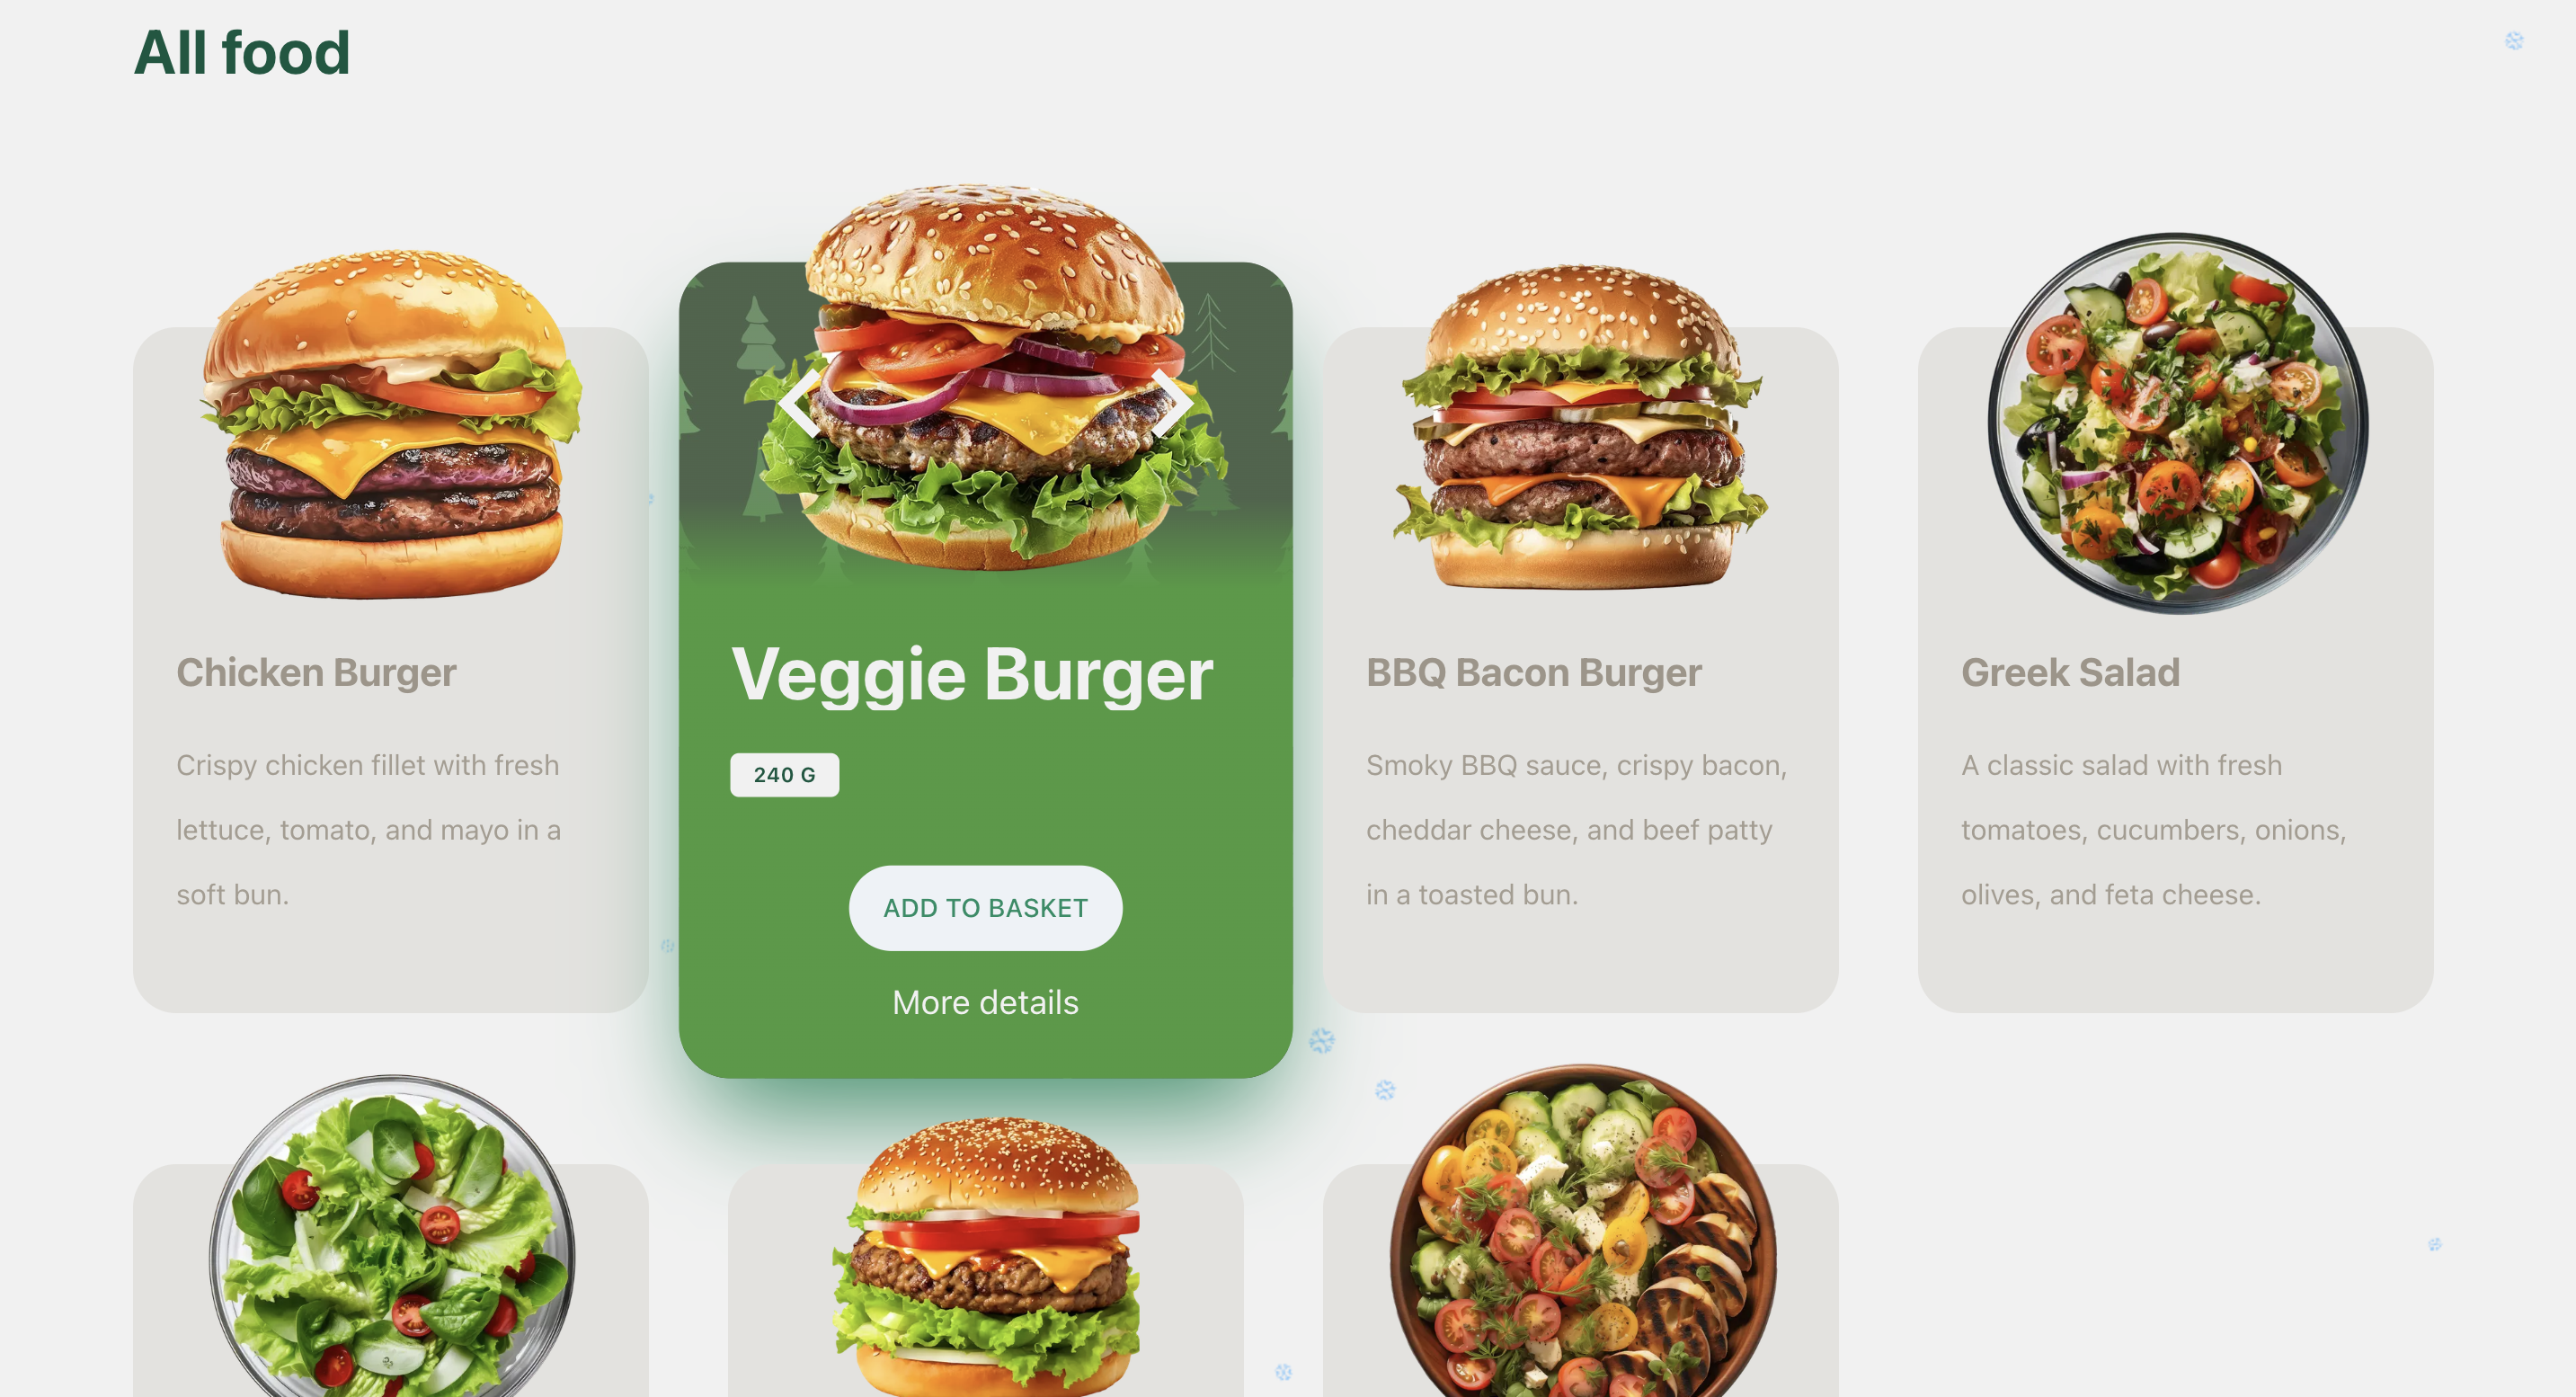 All food
Chicken Burger
Crispy chicken fillet with fresh
lettuce, tomato, and mayo in a
soft bun.
Veggie Burger
240 G
ADD TO BASKET
More details
BBQ Bacon Burger
Smoky BBQ sauce, crispy bacon,
cheddar cheese, and beef patty
in a toasted bun.
Greek Salad
A classic salad with fresh
tomatoes, cucumbers, onions,
olives, and feta cheese.